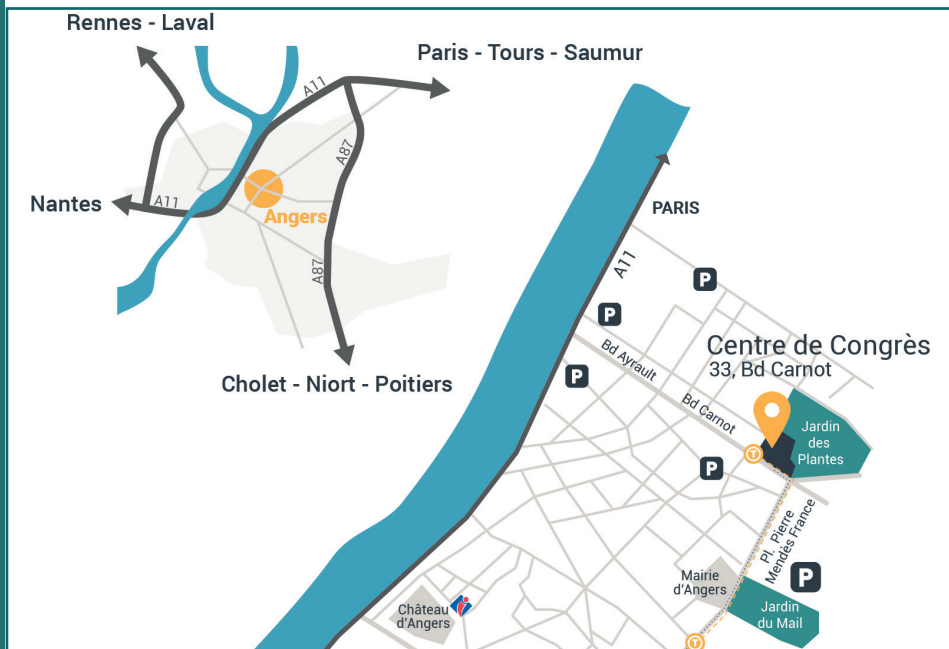 Rennes - Laval
Paris - Tours - Saumur
A11
A87
Nantes
A11
Angers
A87
Cholet - Niort - Poitiers
PARIS
A11
P
P
P
Bd Ayrault
Centre de Congrès
33, Bd Carnot
Bd Carnot
Jardin
des
Plantes
T
P
Pl. Pierre
Mendès France
P
Mairie
d'Angers
Jardin
du Mail
Château
d'Angers
T